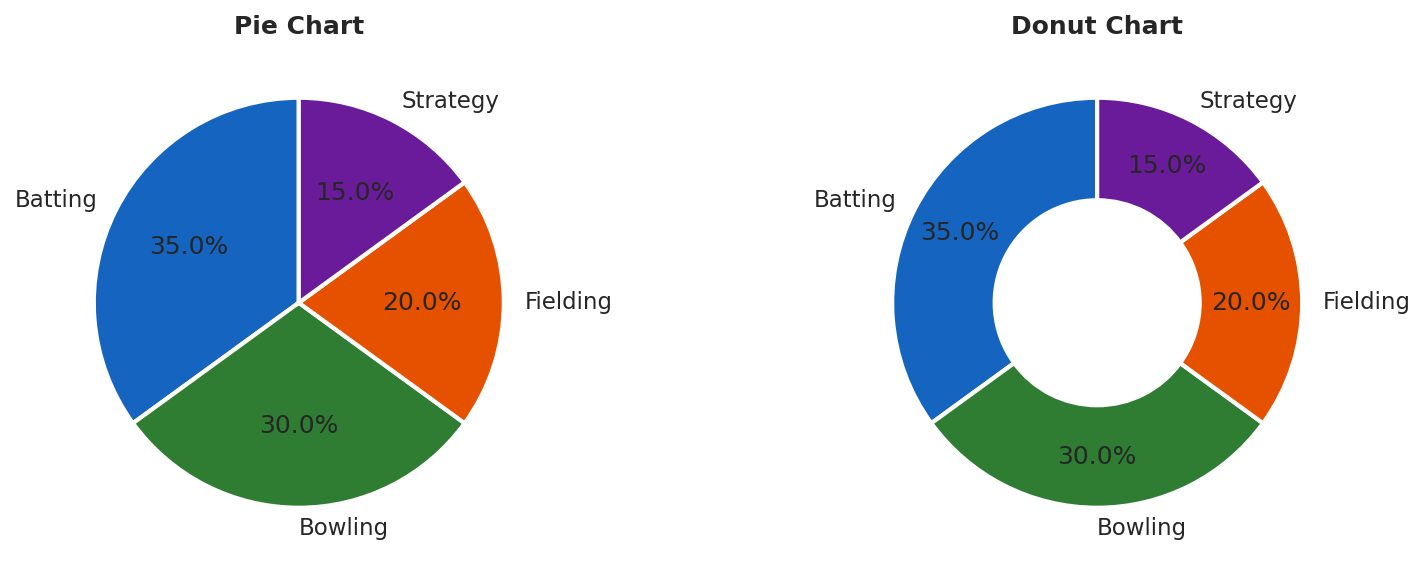 Pie Chart
Strategy
Batting
15.0%
35.0%
20.0%
Fielding
30.0%
Bowling
Donut Chart
Strategy
15.0%
Batting
35.0%
20.0%
Fielding
30.0%
Bowling